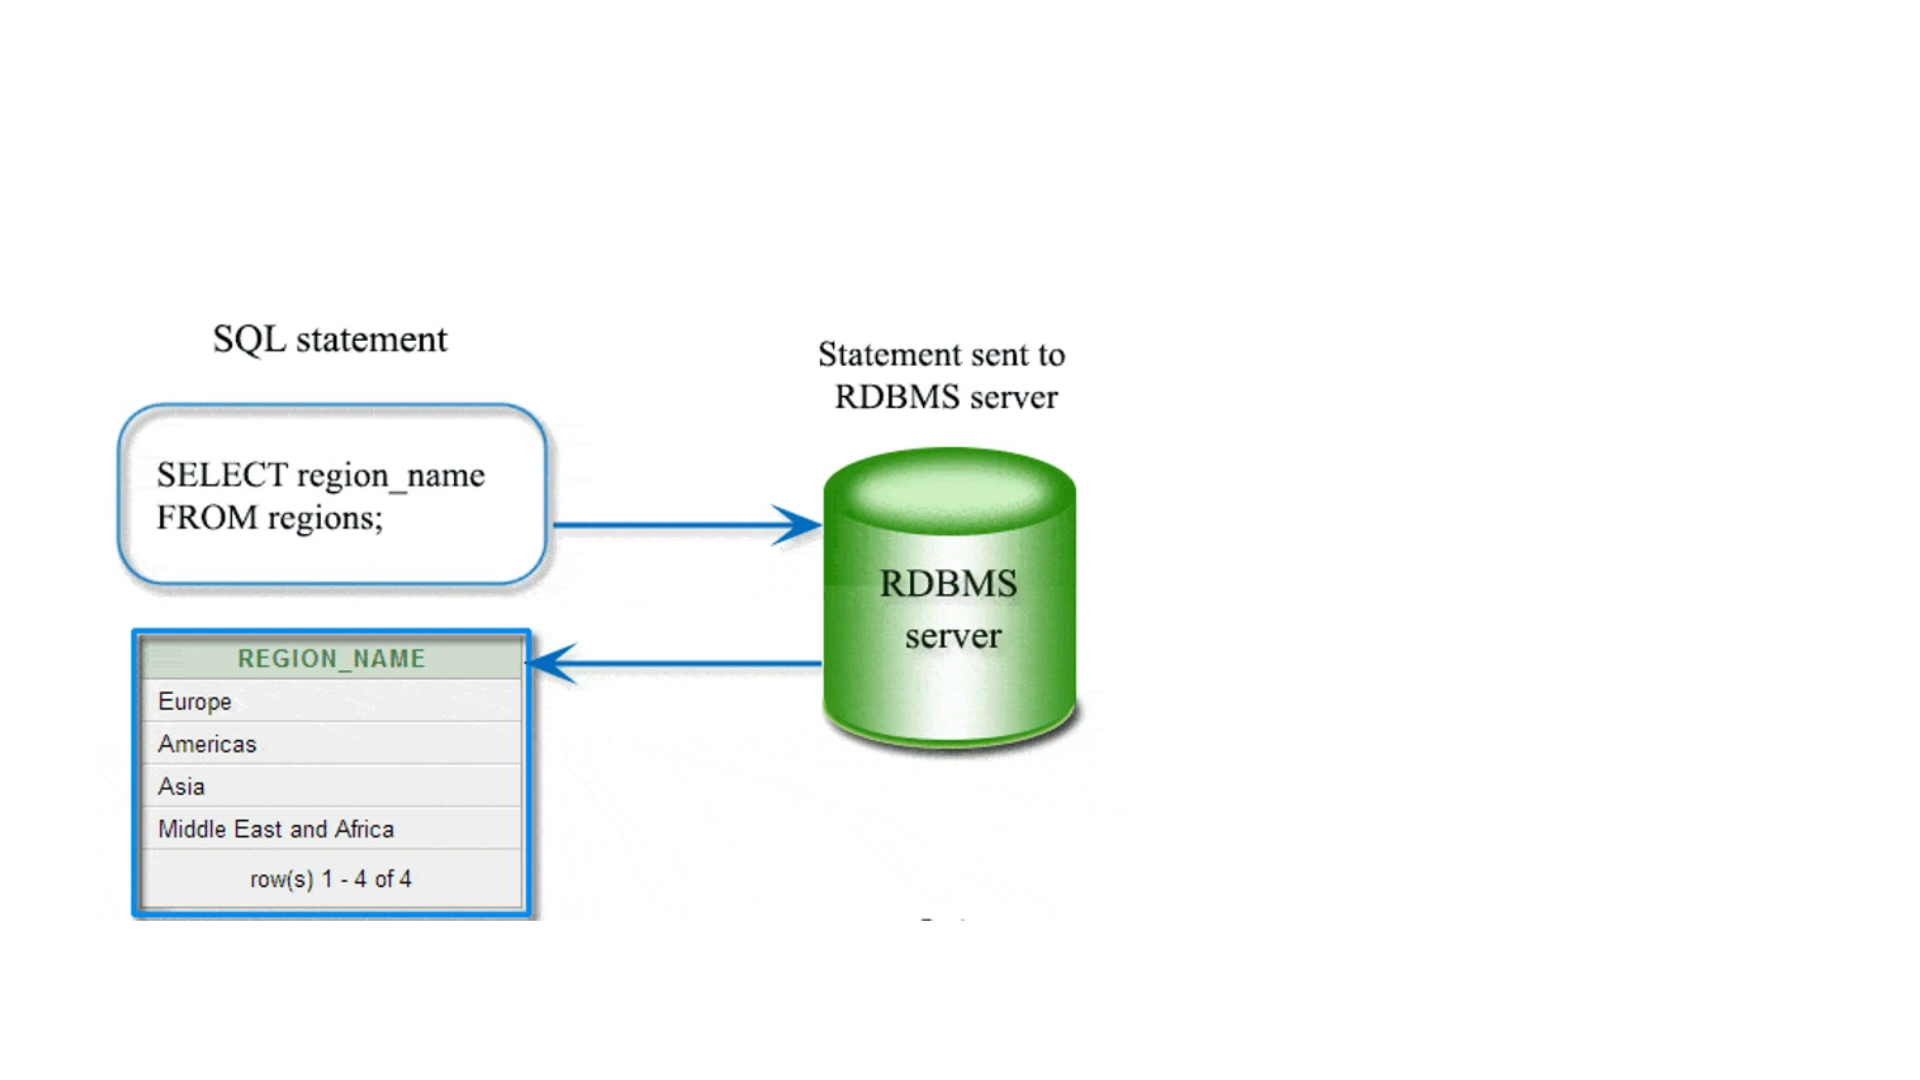 SQL statement
Statement sent to
RDBMS server
SELECT region_name
FROM regions;
RDBMS
server
REGION_NAME
Europe
Americas
Asia
Middle East and Africa
row(s) 1 - 4 of 4